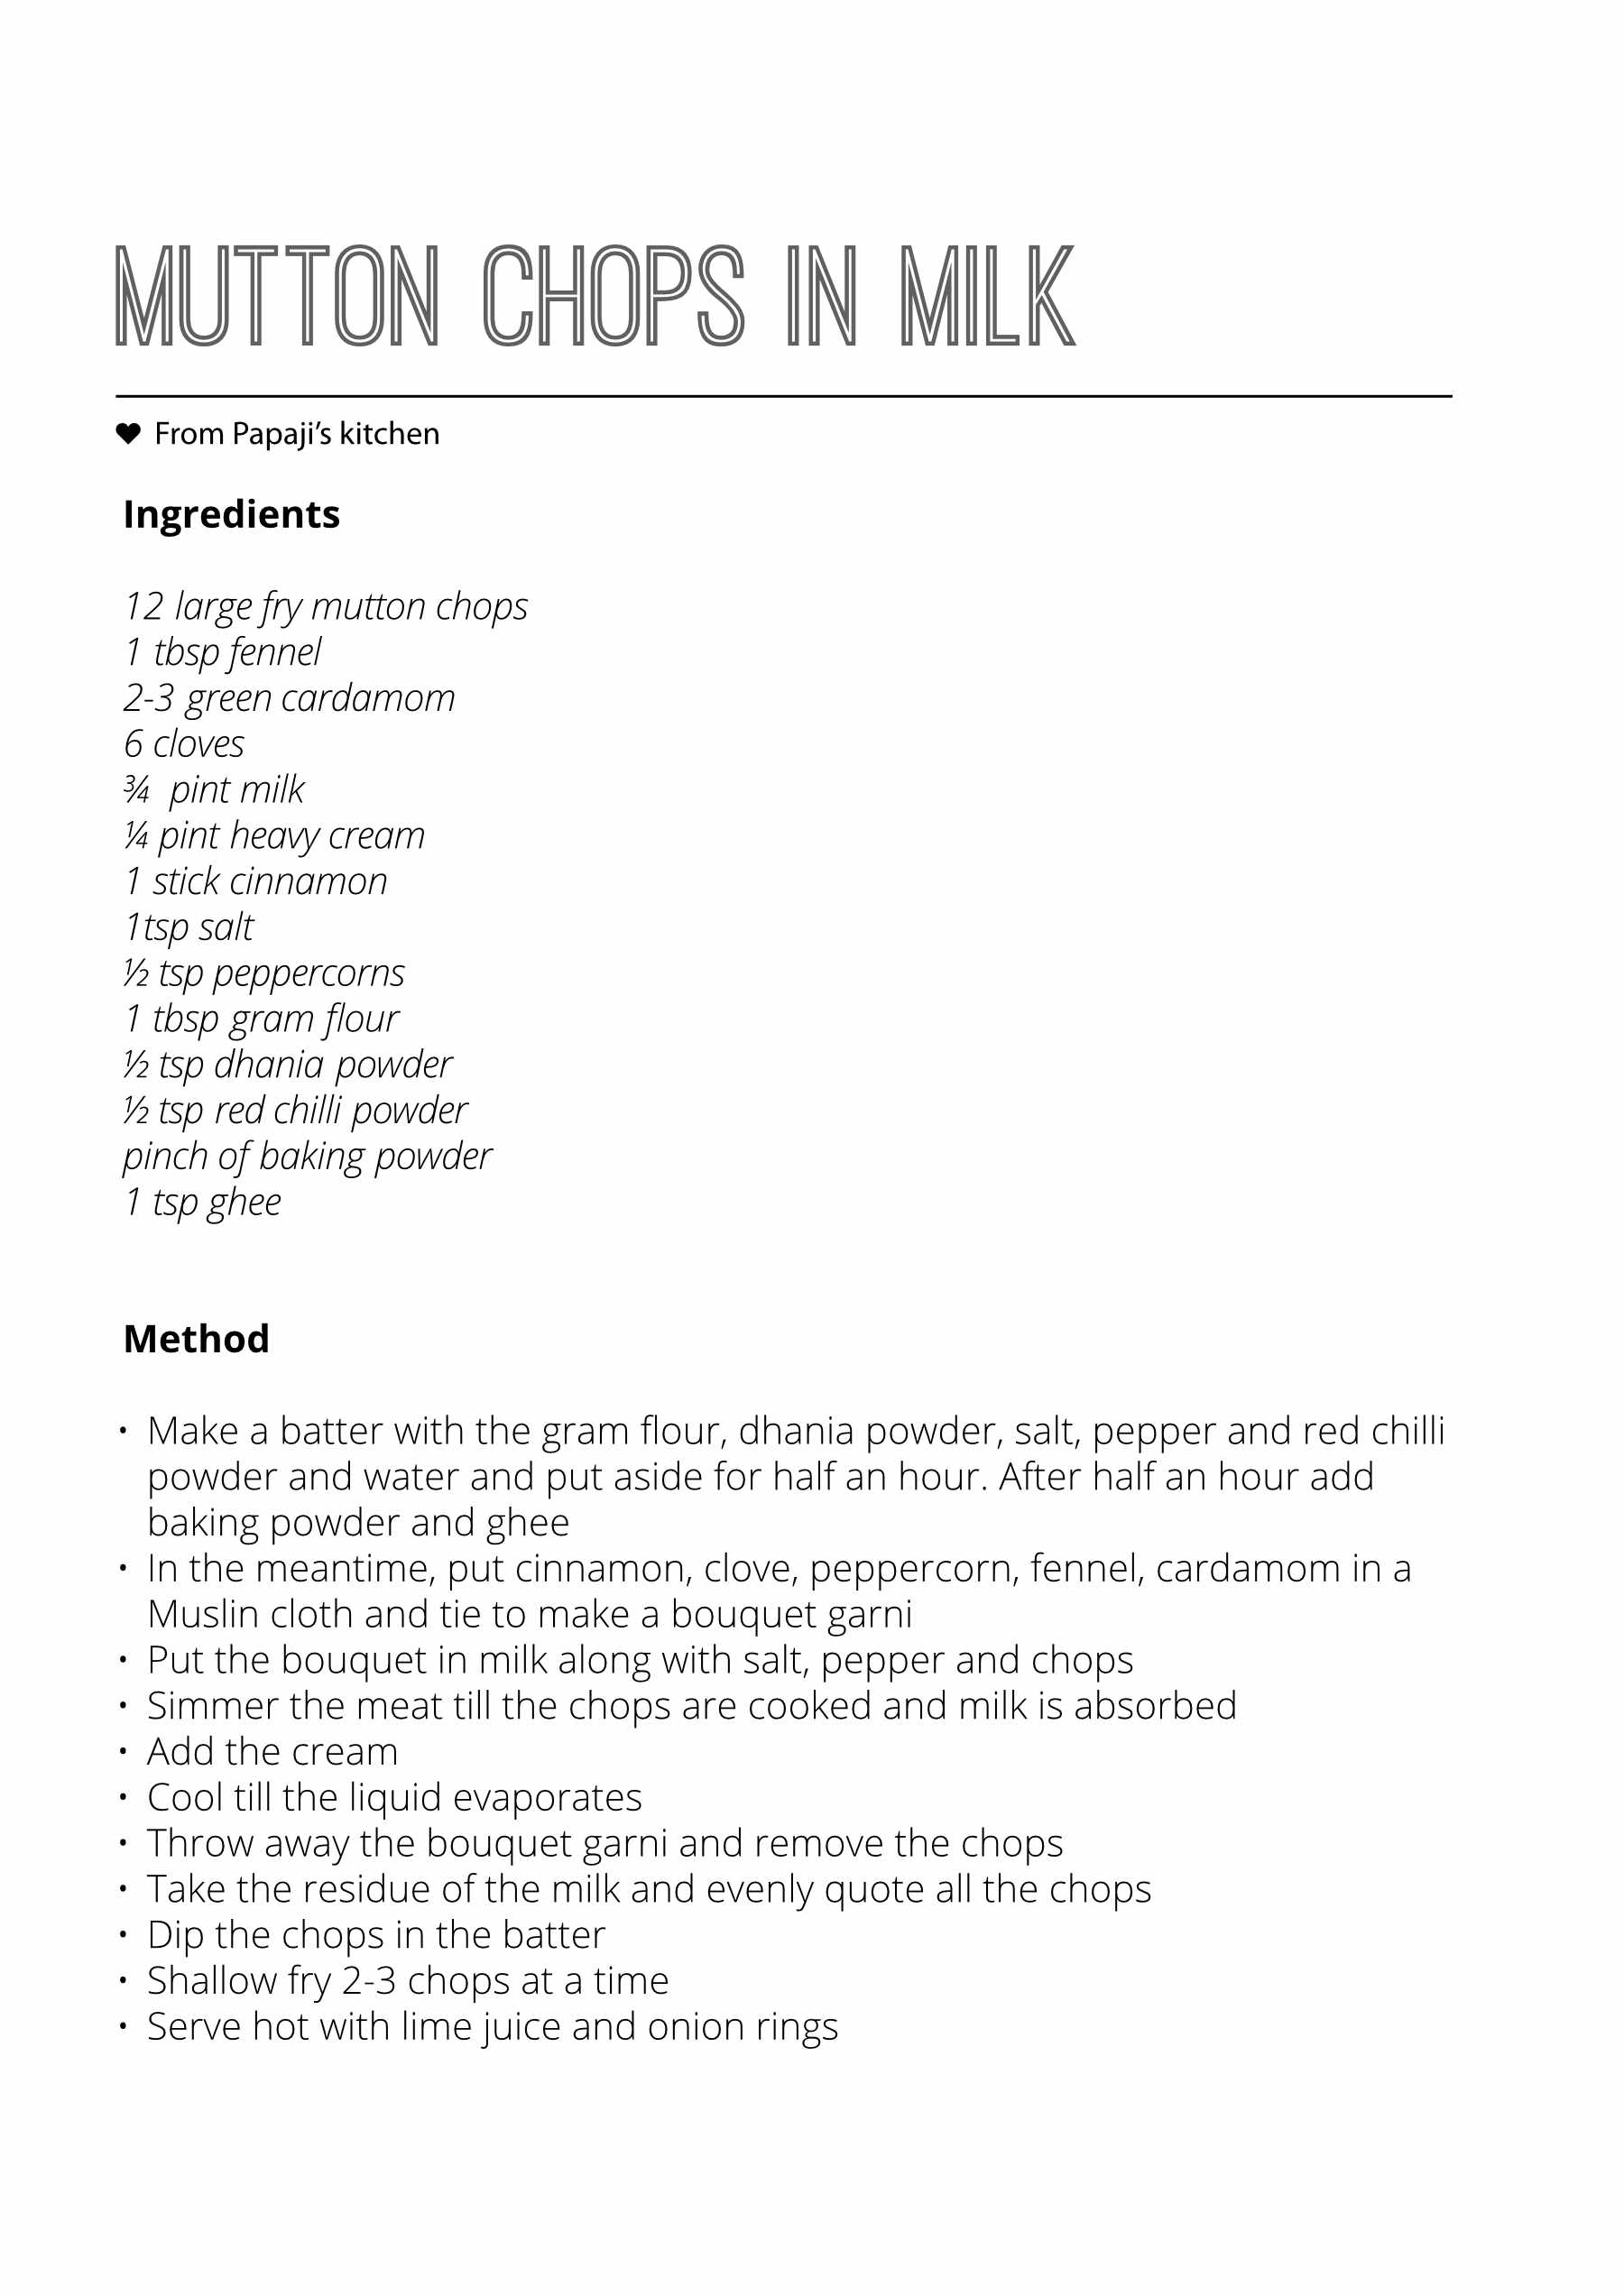 MUTTON CHOPS IN MILK
♥ From Papaji’s kitchen
Ingredients
12 large fry mutton chops
1 tbsp fennel
2-3 green cardamom
6 cloves
¾ pint milk
¼ pint heavy cream
1 stick cinnamon
1tsp salt
½ tsp peppercorns
1 tbsp gram flour
½ tsp dhania powder
½ tsp red chilli powder
pinch of baking powder
1 tsp ghee
Method
• Make a batter with the gram flour, dhania powder, salt, pepper and red chilli
powder and water and put aside for half an hour. After half an hour add
baking powder and ghee
• In the meantime, put cinnamon, clove, peppercorn, fennel, cardamom in a
Muslin cloth and tie to make a bouquet garni
• Put the bouquet in milk along with salt, pepper and chops
• Simmer the meat till the chops are cooked and milk is absorbed
• Add the cream
• Cool till the liquid evaporates
• Throw away the bouquet garni and remove the chops
• Take the residue of the milk and evenly quote all the chops
• Dip the chops in the batter
• Shallow fry 2-3 chops at a time
• Serve hot with lime juice and onion rings